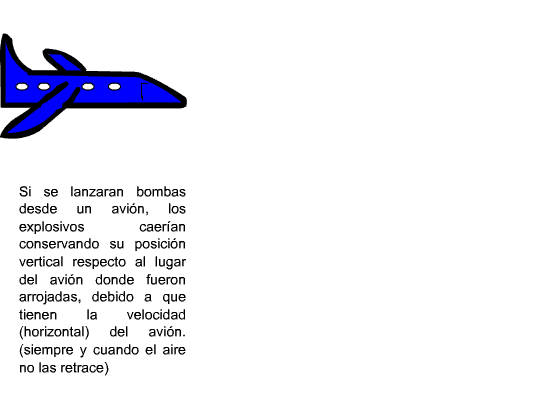 Si se lanzaran bombas
desde un avión, los
explosivos caerían
conservando su posición
vertical respecto al lugar
del avión donde fueron
arrojadas, debido a que
tienen la velocidad
(horizontal) del avión.
(siempre y cuando el aire
no las retrace)